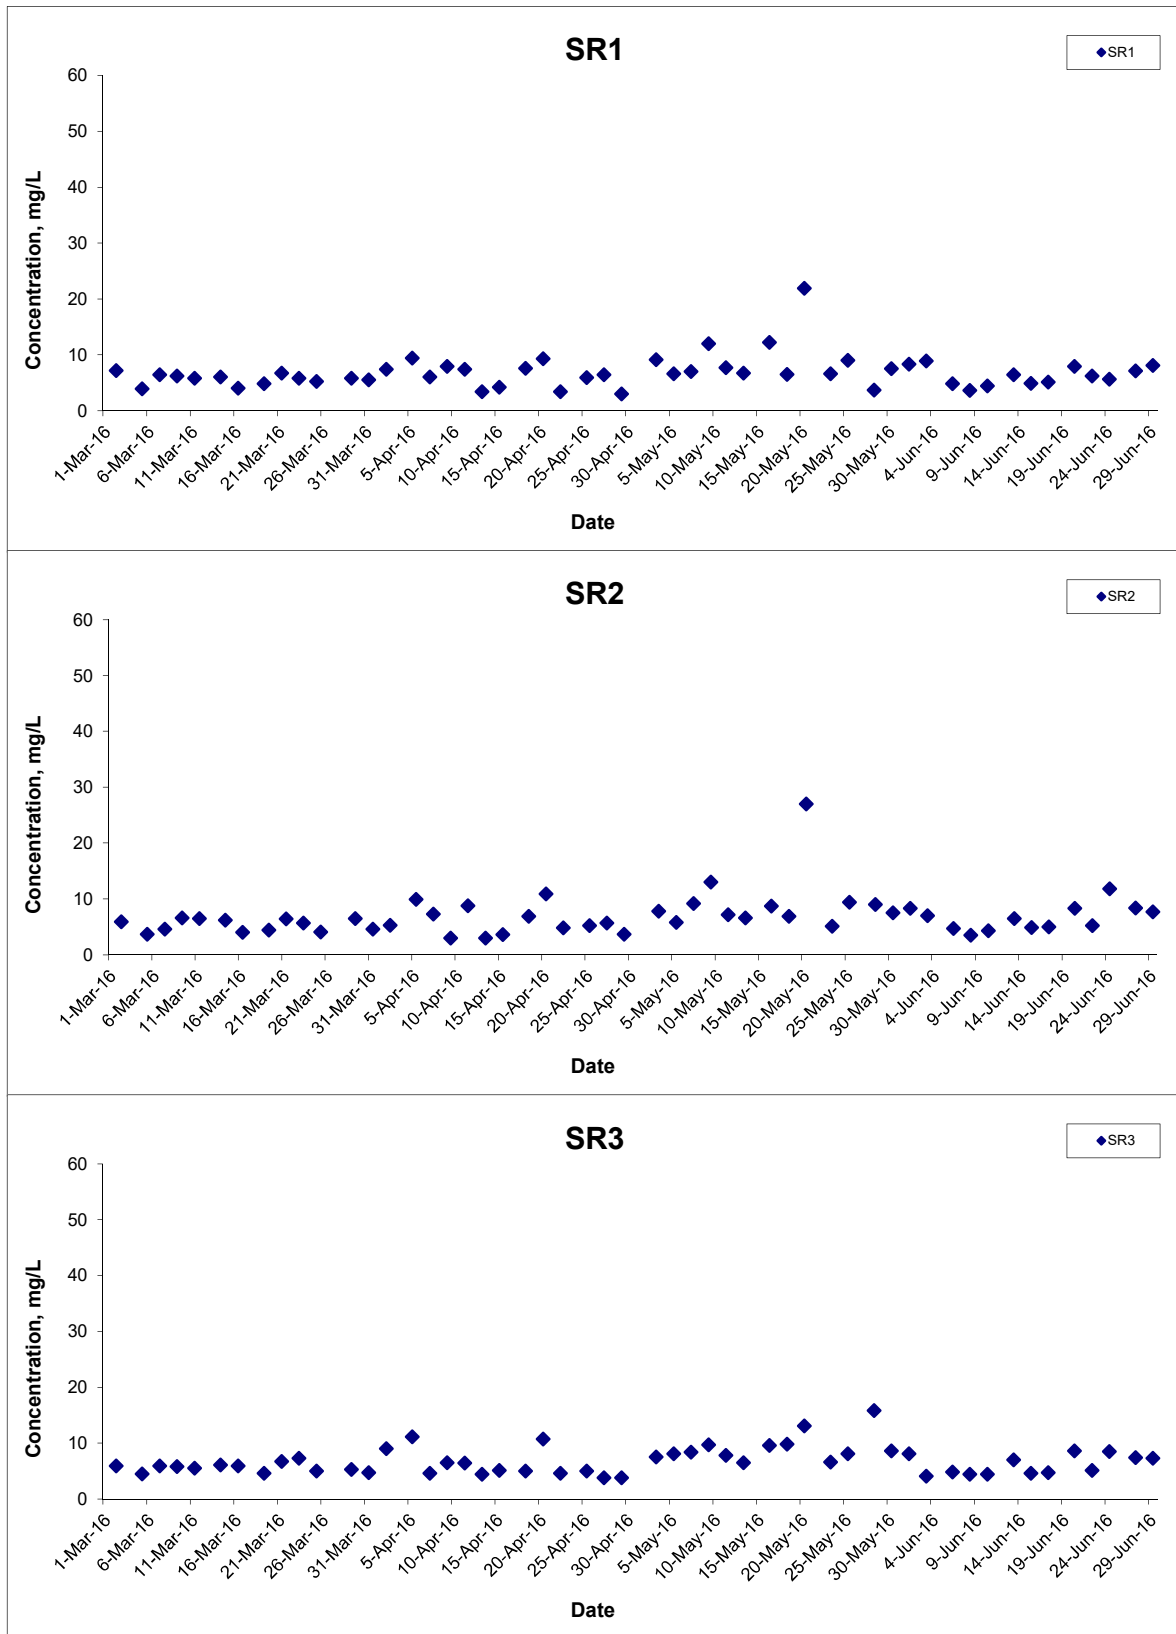 SR1
SR1
60
50
40
30
20
10
0
Concentration, mg/L
1-Mar-16
6-Mar-16
11-Mar-16
16-Mar-16
21-Mar-16
26-Mar-16
31-Mar-16
5-Apr-16
10-Apr-16
15-Apr-16
20-Apr-16
25-Apr-16
30-Apr-16
5-May-16
10-May-16
15-May-16
20-May-16
25-May-16
30-May-16
4-Jun-16
9-Jun-16
14-Jun-16
19-Jun-16
24-Jun-16
29-Jun-16
Date
SR2
SR2
60
50
40
30
20
10
0
Concentration, mg/L
1-Mar-16
6-Mar-16
11-Mar-16
16-Mar-16
21-Mar-16
26-Mar-16
31-Mar-16
5-Apr-16
10-Apr-16
15-Apr-16
20-Apr-16
25-Apr-16
30-Apr-16
5-May-16
10-May-16
15-May-16
20-May-16
25-May-16
30-May-16
4-Jun-16
9-Jun-16
14-Jun-16
19-Jun-16
24-Jun-16
29-Jun-16
Date
SR3
SR3
60
50
40
30
20
10
0
Concentration, mg/L
1-Mar-16
6-Mar-16
11-Mar-16
16-Mar-16
21-Mar-16
26-Mar-16
31-Mar-16
5-Apr-16
10-Apr-16
15-Apr-16
20-Apr-16
25-Apr-16
30-Apr-16
5-May-16
10-May-16
15-May-16
20-May-16
25-May-16
30-May-16
4-Jun-16
9-Jun-16
14-Jun-16
19-Jun-16
24-Jun-16
29-Jun-16
Date